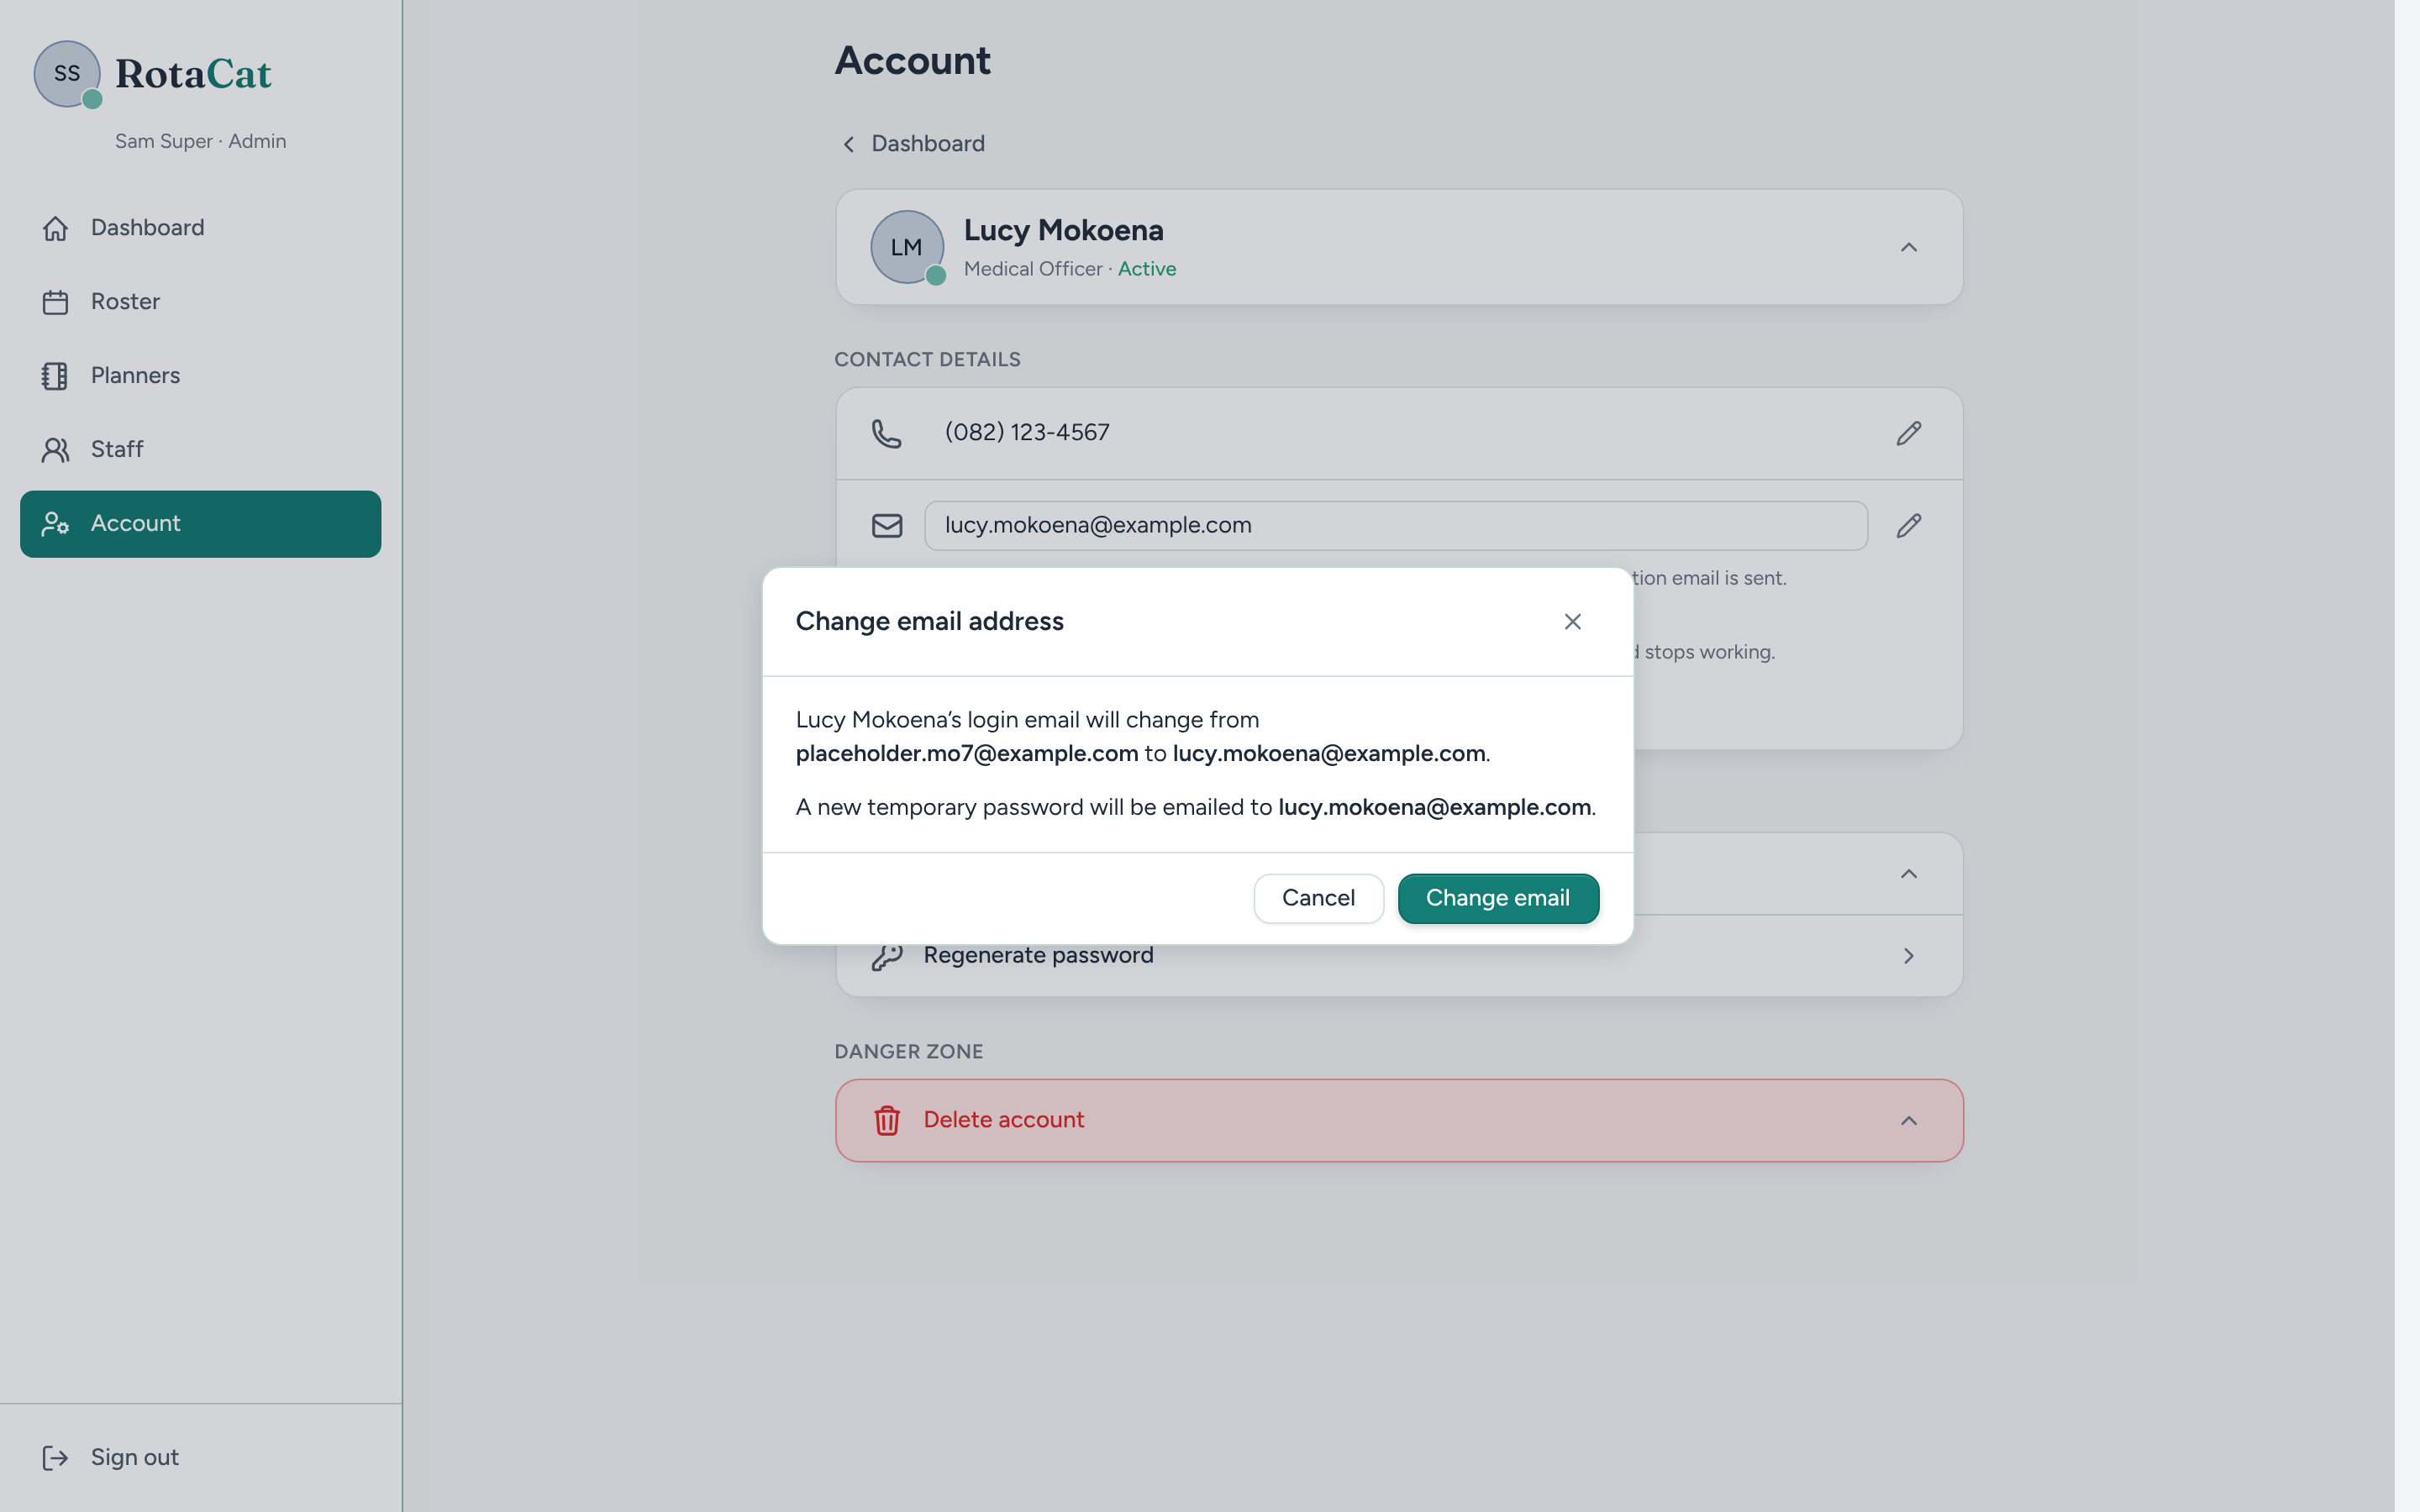 SS
RotaCat
Sam Super · Admin
Dashboard
Roster
Planners
Staff
Account
Sign out
Account
Dashboard
LM
Lucy Mokoena
Medical Officer · Active
CONTACT DETAILS
(082) 123-4567
lucy.mokoena@example.com
email is sent.
stops working.
Change email address
Lucy Mokoena’s login email will change from
placeholder.mo7@example.com to lucy.mokoena@example.com.
A new temporary password will be emailed to lucy.mokoena@example.com.
Cancel
Change email
Regenerate password
DANGER ZONE
Delete account